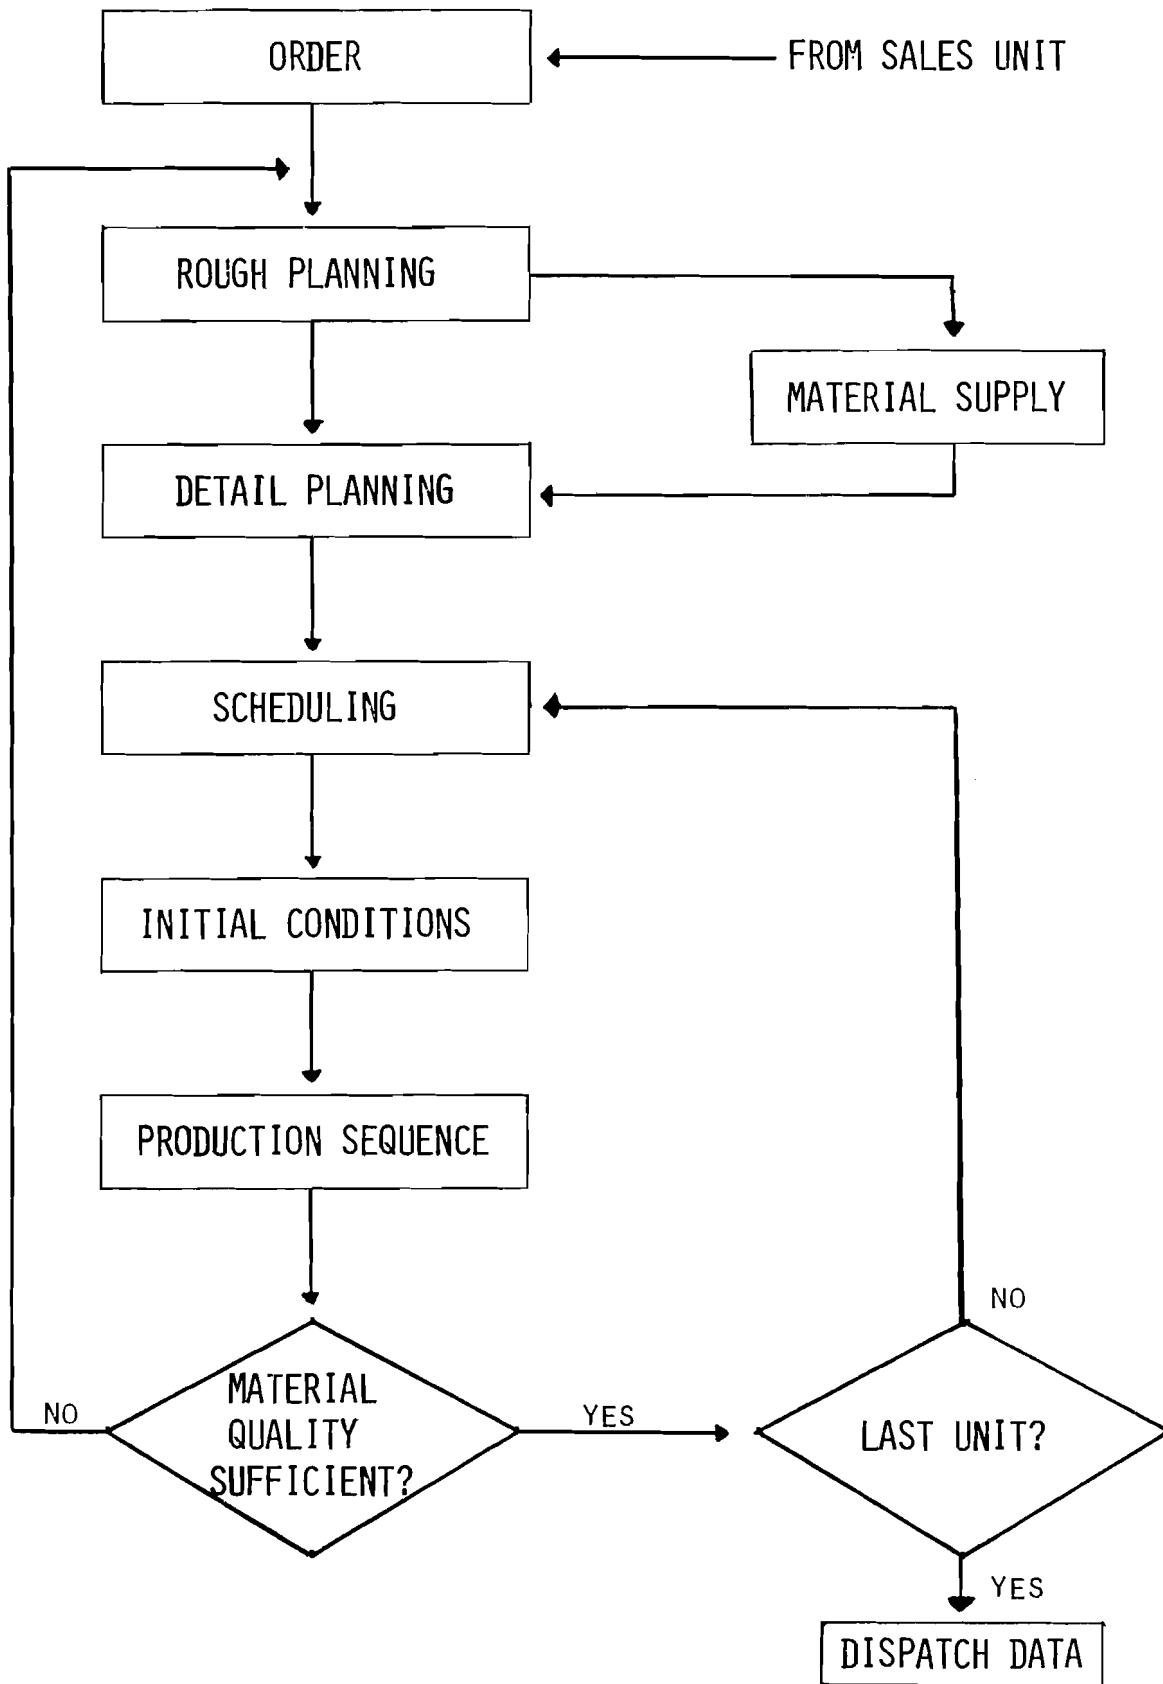 ORDER
FROM SALES UNIT
ROUGH PLANNING
MATERIAL SUPPLY
DETAIL PLANNING
SCHEDULING
INITIAL CONDITIONS
PRODUCTION SEQUENCE
NO
MATERIAL
QUALITY
SUFFICIENT?
NO
YES
LAST UNIT?
YES
DISPATCH DATA